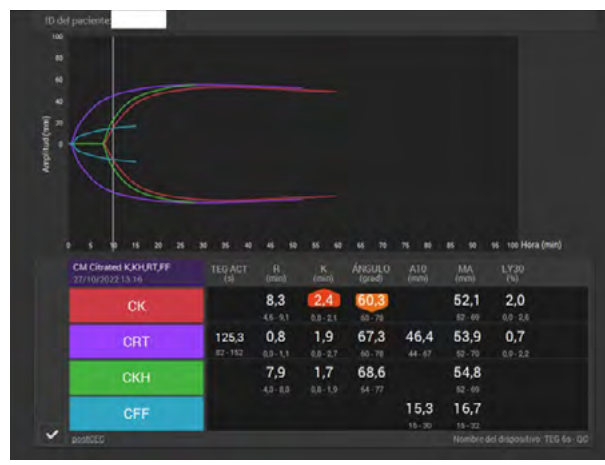 ID del paciente:
100
80
60
40
20
0
Amplitud (mm)
0 5 10 15 20 25 30 35 40 45 50 55 60 65 70 75 80 85 90 95 100 Hora (min)
CM Citrated K,KH,RT,FF
27/10/2022 13:16
TEG ACT (s) R (min) K (min) ÁNGULO (grad) A10 (mm) MA (mm) LY30 (%)
CK 8,3 2,4 60,3 52,1 2,0
4,6 - 9,1 0,8 - 2,1 63 - 78 52 - 69 0,0 - 2,6
CRT 125,3 0,8 1,9 67,3 46,4 53,9 0,7
82 - 152 0,3 - 1,1 0,8 - 2,7 60 - 78 44 - 67 52 - 70 0,0 - 2,2
CKH 7,9 1,7 68,6 54,8
4,3 - 8,3 0,8 - 1,9 64 - 77 52 - 69
CFF 15,3 16,7
15 - 30 15 - 32
postCEC
Nombre del dispositivo: TEG 6s - QC